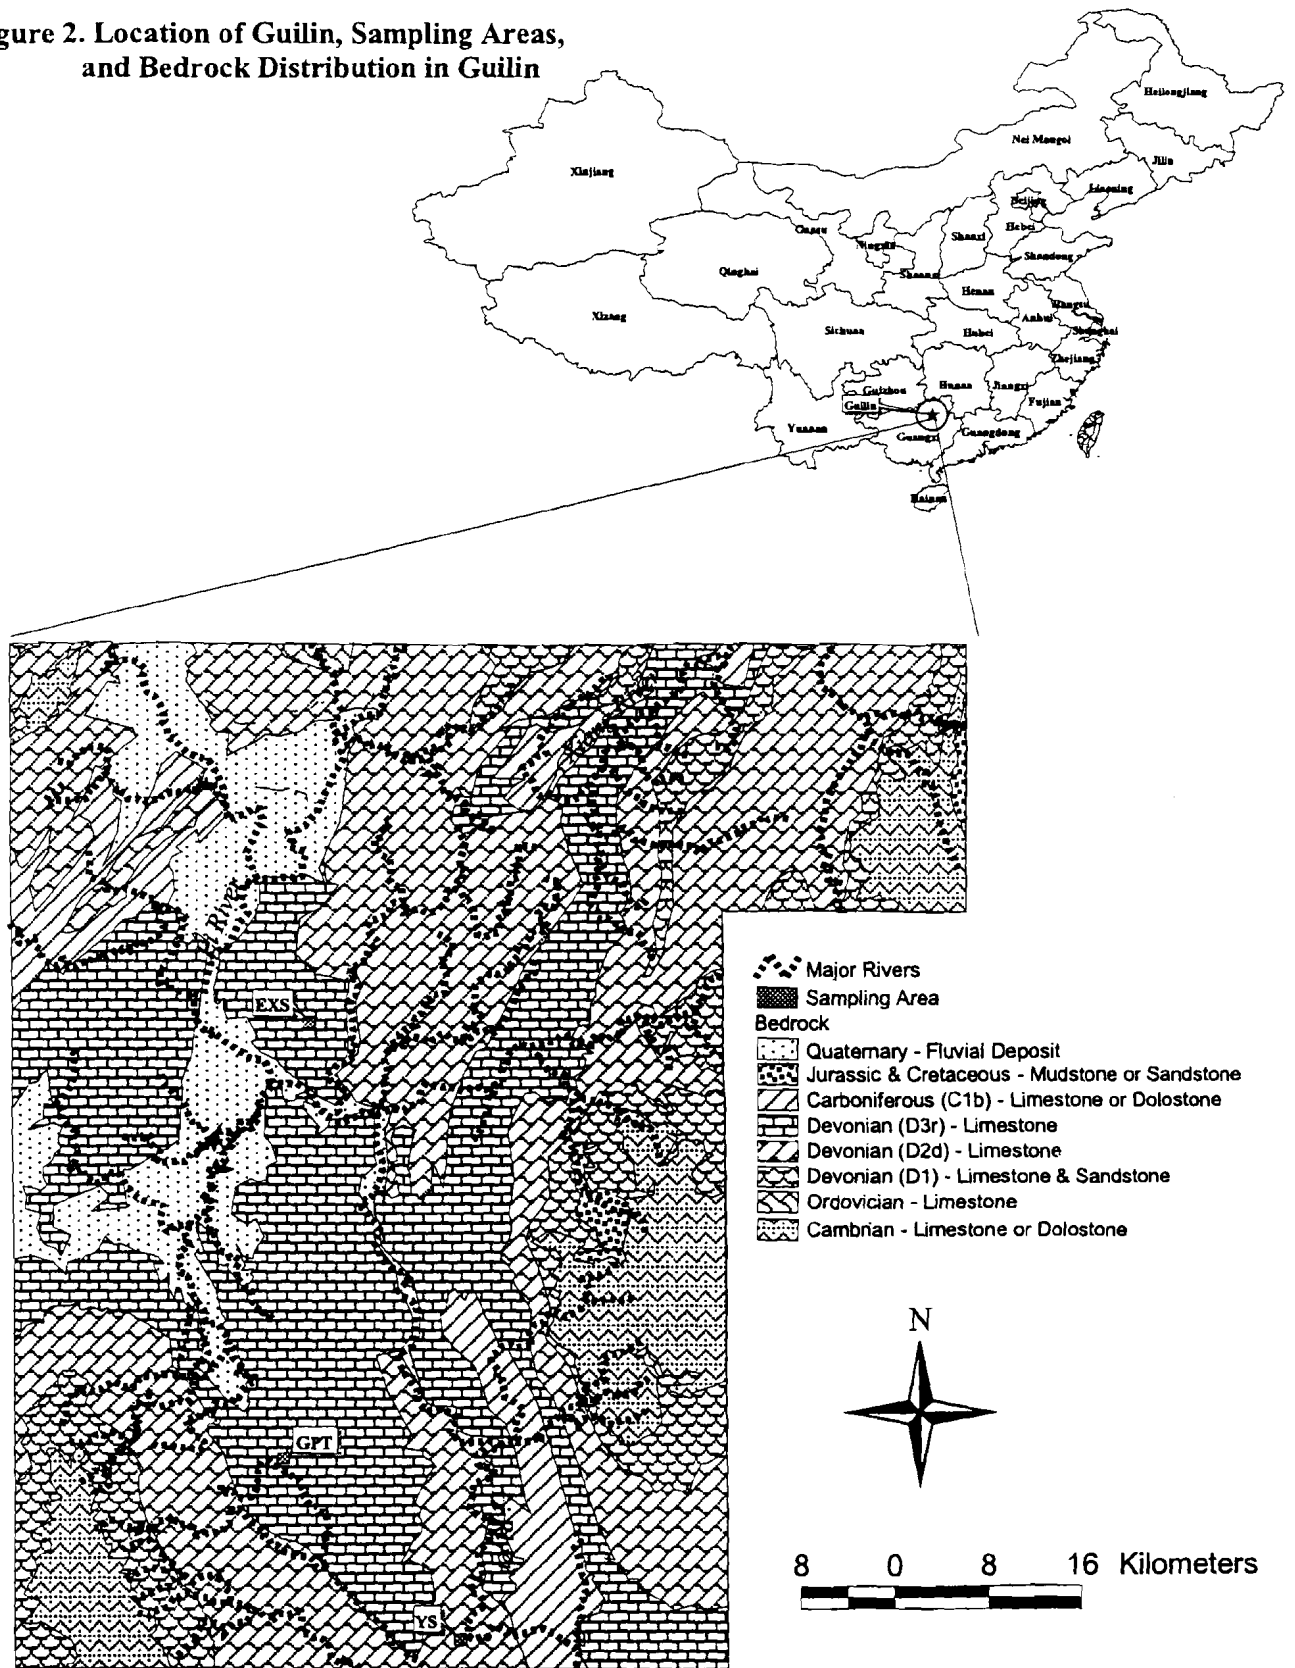 gure 2. Location of Guilin, Sampling Areas,
and Bedrock Distribution in Guilin
Heilongjiang
Nei Mongol
Jilin
Xinjiang
Liaoning
Beijing
Gansu
Hebei
Ningxia
Shanxi
Shandong
Qinghai
Shaanxi
Henan
Jiangsu
Xizang
Anhui
Sichuan
Hubei
Shanghai
Zhejiang
Guizhou
Hunan
Jiangxi
Guilin
Fujian
Yunnan
Guangxi
Guangdong
Hainan
EXS
Major Rivers
Sampling Area
Bedrock
Quaternary - Fluvial Deposit
Jurassic & Cretaceous - Mudstone or Sandstone
Carboniferous (C1b) - Limestone or Dolostone
Devonian (D3r) - Limestone
Devonian (D2d) - Limestone
Devonian (D1) - Limestone & Sandstone
Ordovician - Limestone
Cambrian - Limestone or Dolostone
N
GPT
8 0 8 16 Kilometers
YS